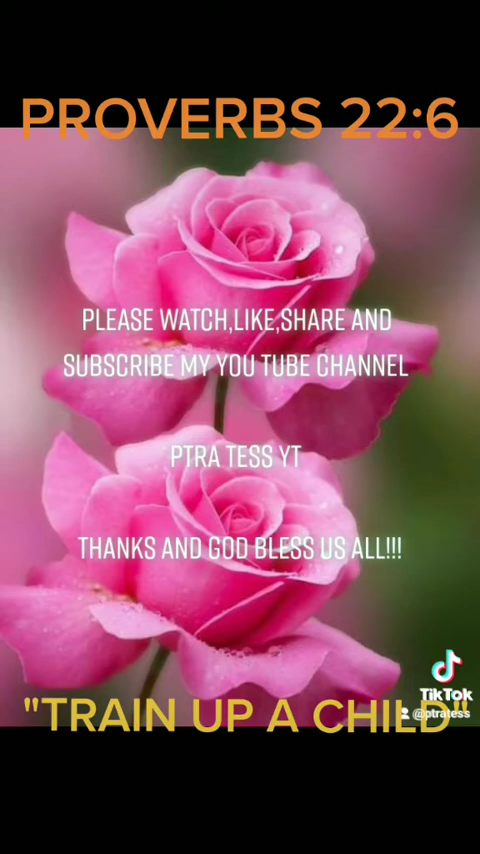 PROVERBS 22:6
PLEASE WATCH,LIKE,SHARE AND
SUBSCRIBE MY YOU TUBE CHANNEL
PTRA TESS YT
THANKS AND GOD BLESS US ALL!!!
TikTok
@ptratess
"TRAIN UP A CHILD"